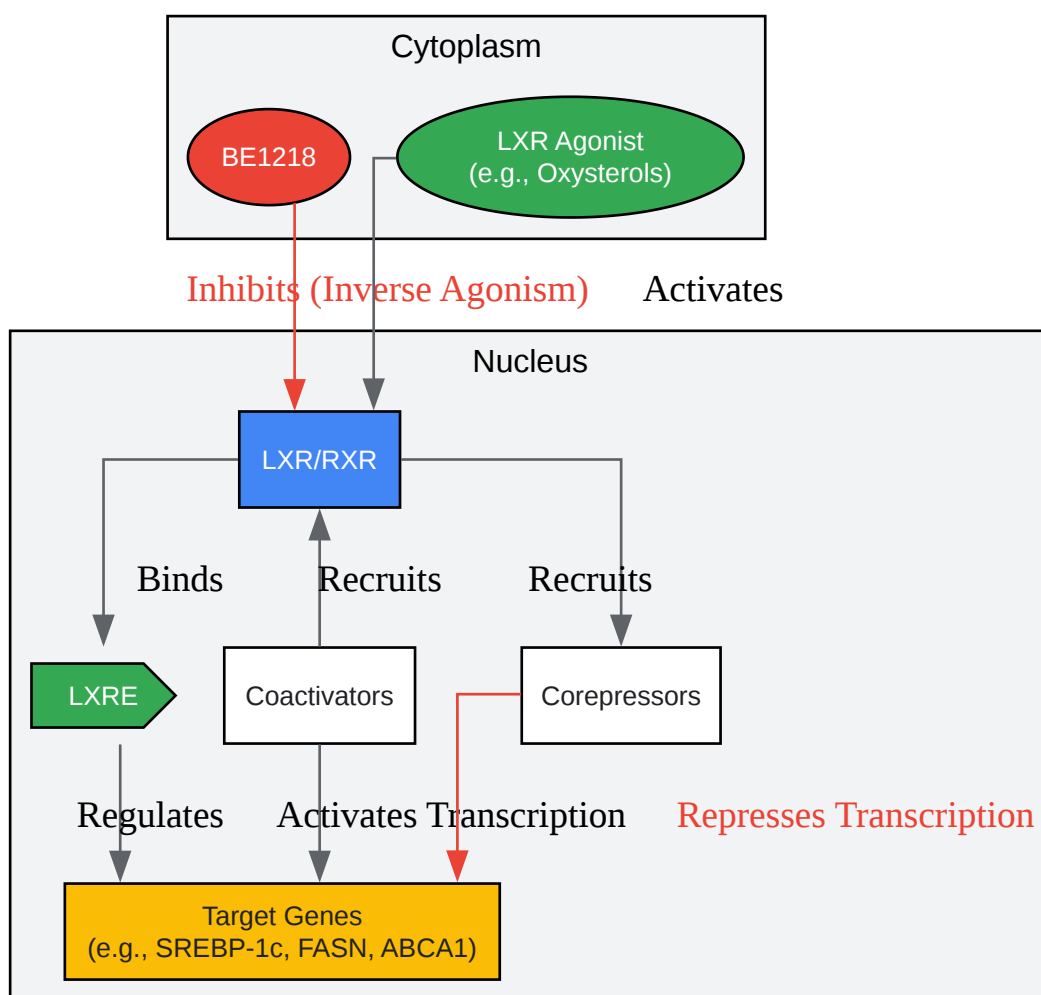 Cytoplasm
BE1218
LXR Agonist
(e.g., Oxysterols)
Inhibits (Inverse Agonism)
Activates
Nucleus
LXR/RXR
Binds
Recruits
Recruits
LXRE
Coactivators
Corepressors
Regulates
Activates Transcription
Represses Transcription
Target Genes
(e.g., SREBP-1c, FASN, ABCA1)